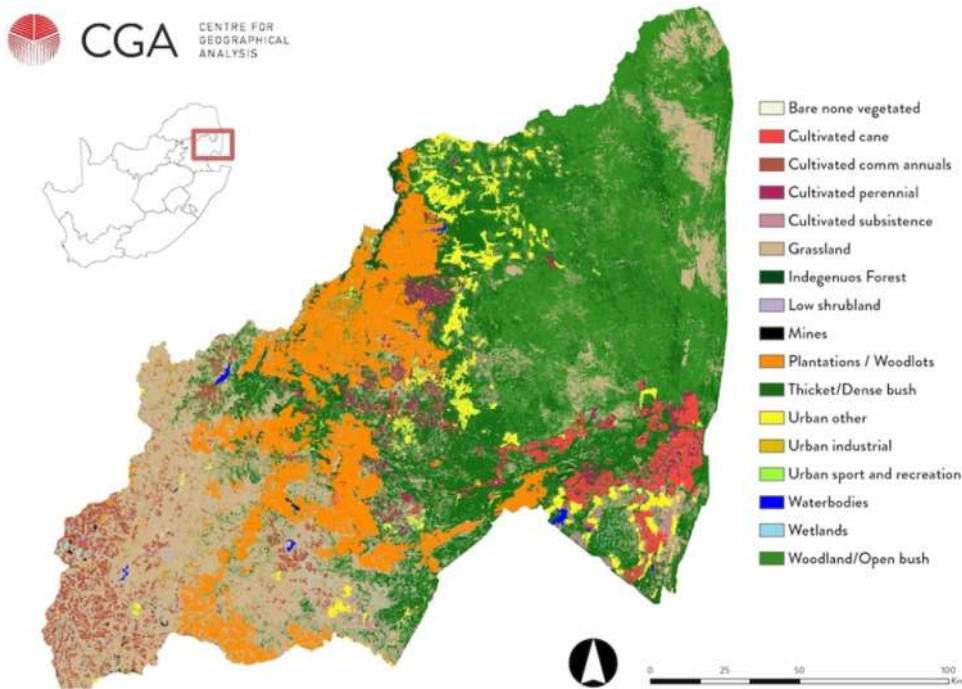 CGA
CENTRE FOR
GEOGRAPHICAL
ANALYSIS
Bare none vegetated
Cultivated cane
Cultivated comm annuals
Cultivated perennial
Cultivated subsistence
Grassland
Indegenuos Forest
Low shrubland
Mines
Plantations / Woodlots
Thicket/Dense bush
Urban other
Urban industrial
Urban sport and recreation
Waterbodies
Wetlands
Woodland/Open bush
0 25 50 100
Km